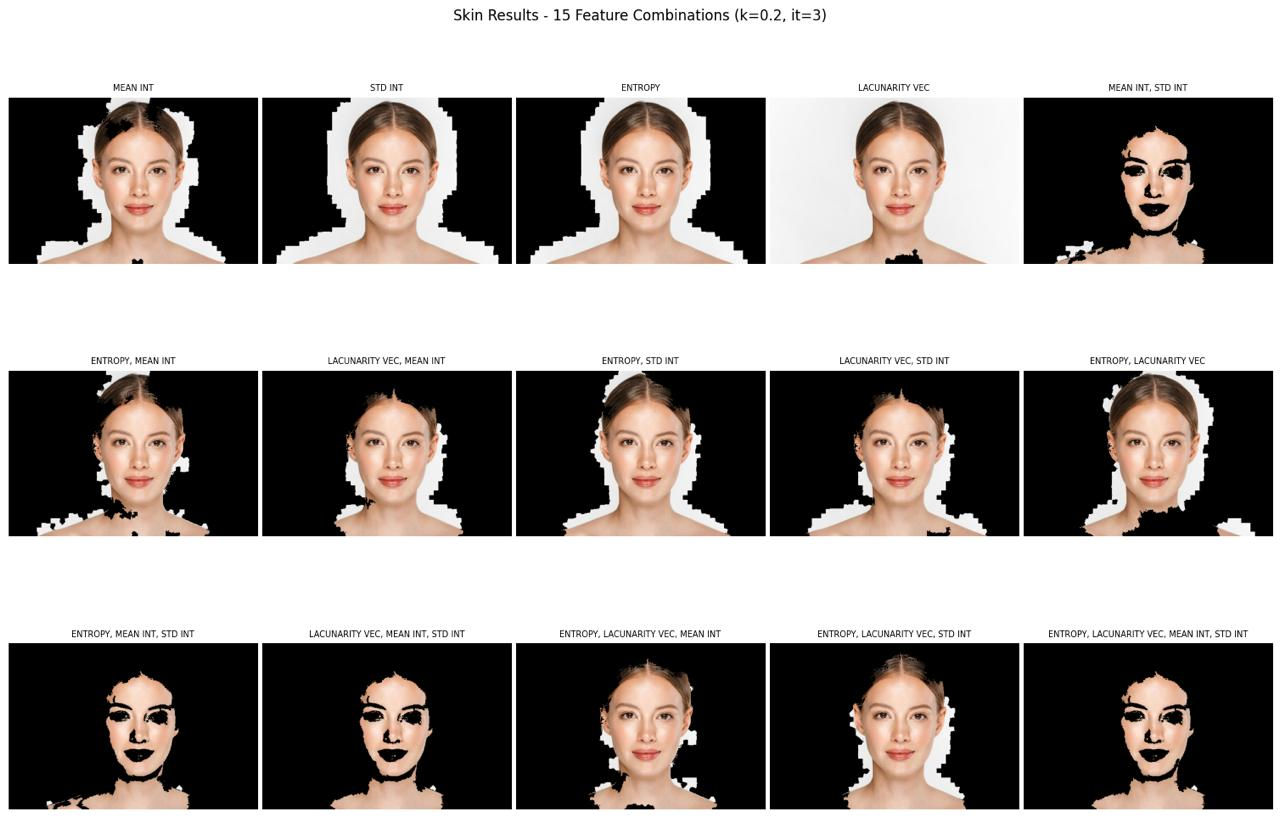 Skin Results - 15 Feature Combinations (k=0.2, it=3)
MEAN INT
STD INT
ENTROPY
LACUNARITY VEC
MEAN INT, STD INT
ENTROPY, MEAN INT
LACUNARITY VEC, MEAN INT
ENTROPY, STD INT
LACUNARITY VEC, STD INT
ENTROPY, LACUNARITY VEC
ENTROPY, MEAN INT, STD INT
LACUNARITY VEC, MEAN INT, STD INT
ENTROPY, LACUNARITY VEC, MEAN INT
ENTROPY, LACUNARITY VEC, STD INT
ENTROPY, LACUNARITY VEC, MEAN INT, STD INT